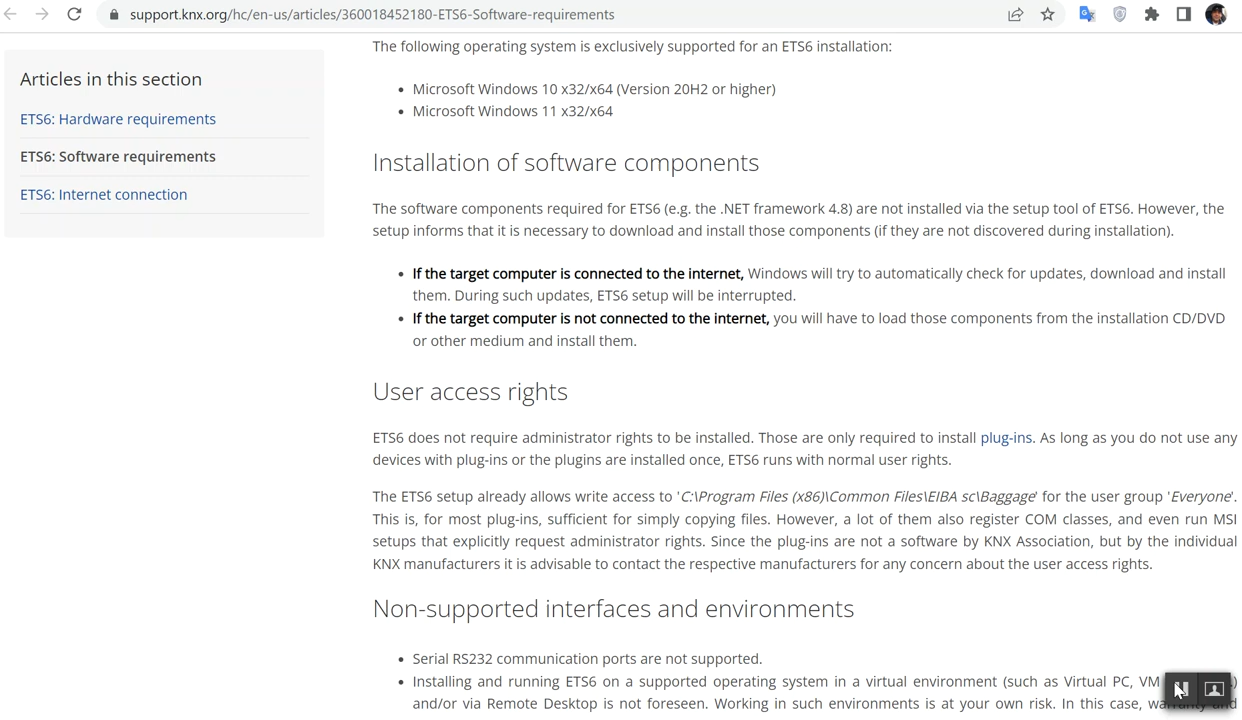 support.knx.org/hc/en-us/articles/360018452180-ETS6-Software-requirements
Articles in this section
ETS6: Hardware requirements
ETS6: Software requirements
ETS6: Internet connection
The following operating system is exclusively supported for an ETS6 installation:
Microsoft Windows 10 x32/x64 (Version 20H2 or higher)
Microsoft Windows 11 x32/x64
Installation of software components
The software components required for ETS6 (e.g. the .NET framework 4.8) are not installed via the setup tool of ETS6. However, the
setup informs that it is necessary to download and install those components (if they are not discovered during installation).
If the target computer is connected to the internet, Windows will try to automatically check for updates, download and install
them. During such updates, ETS6 setup will be interrupted.
If the target computer is not connected to the internet, you will have to load those components from the installation CD/DVD
or other medium and install them.
User access rights
ETS6 does not require administrator rights to be installed. Those are only required to install plug-ins. As long as you do not use any
devices with plug-ins or the plugins are installed once, ETS6 runs with normal user rights.
The ETS6 setup already allows write access to 'C:\Program Files (x86)\Common Files\EIBA sc\Baggage' for the user group 'Everyone'.
This is, for most plug-ins, sufficient for simply copying files. However, a lot of them also register COM classes, and even run MSI
setups that explicitly request administrator rights. Since the plug-ins are not a software by KNX Association, but by the individual
KNX manufacturers it is advisable to contact the respective manufacturers for any concern about the user access rights.
Non-supported interfaces and environments
Serial RS232 communication ports are not supported.
Installing and running ETS6 on a supported operating system in a virtual environment (such as Virtual PC, VM
and/or via Remote Desktop is not foreseen. Working in such environments is at your own risk. In this case, warranty and